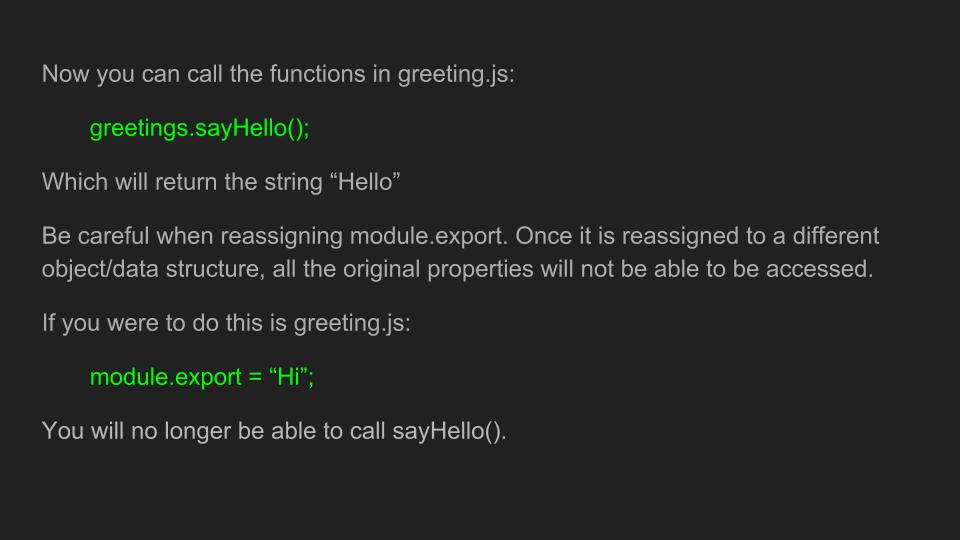 Now you can call the functions in greeting.js:
greetings.sayHello();
Which will return the string “Hello”
Be careful when reassigning module.export. Once it is reassigned to a different
object/data structure, all the original properties will not be able to be accessed.
If you were to do this is greeting.js:
module.export = “Hi”;
You will no longer be able to call sayHello().